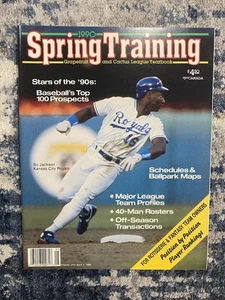 1990
Spring Training
Grapefruit and Cactus League Yearbook
$4.50
CANADA
Stars of the '90s:
Baseball's Top
100 Prospects
Royals
16
Bo Jackson
Kansas City Royals
Schedules &
Ballpark Maps
• Major League
Team Profiles
• 40-Man Rosters
• Off-Season
Transactions
FOR ROTISSERIE & FANTASY TEAM OWNERS
Position by Position
Player Rankings